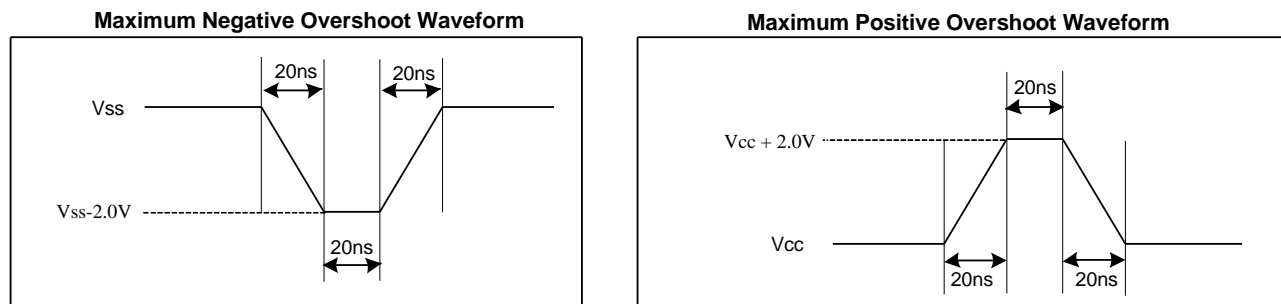 Maximum Negative Overshoot Waveform
20ns
20ns
Vss
Vss-2.0V
20ns
Maximum Positive Overshoot Waveform
20ns
Vcc + 2.0V
Vcc
20ns
20ns